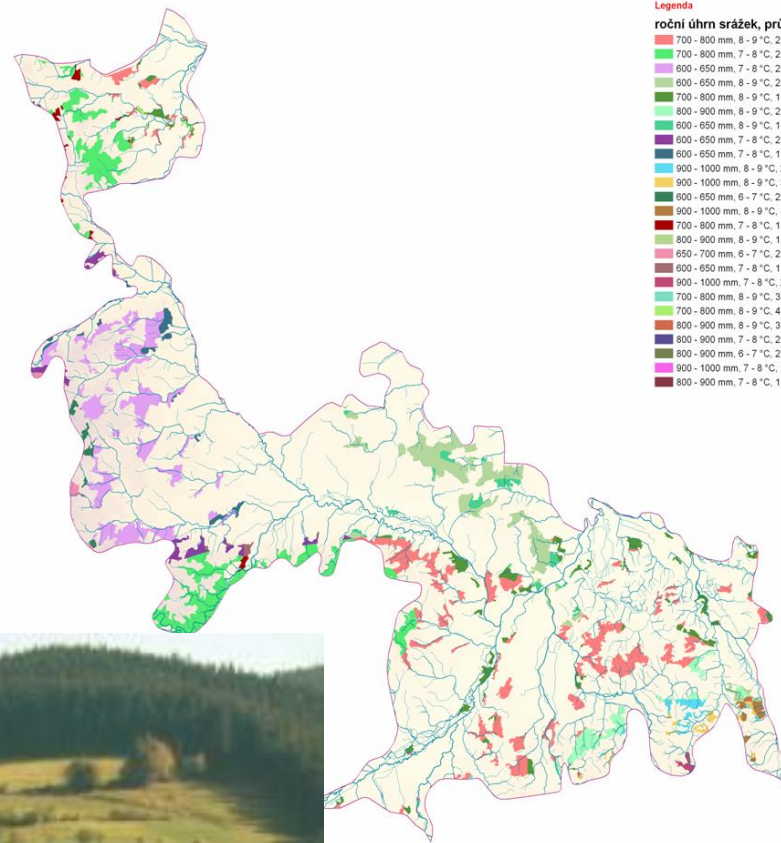 Legenda
roční úhrn srážek, prů
700 - 800 mm, 8 - 9 °C, 2
700 - 800 mm, 7 - 8 °C, 2
600 - 650 mm, 7 - 8 °C, 2
600 - 650 mm, 8 - 9 °C, 2
700 - 800 mm, 8 - 9 °C, 1
800 - 900 mm, 8 - 9 °C, 2
600 - 650 mm, 8 - 9 °C, 1
600 - 650 mm, 7 - 8 °C, 2
600 - 650 mm, 7 - 8 °C, 1
900 - 1000 mm, 8 - 9 °C,
900 - 1000 mm, 8 - 9 °C,
600 - 650 mm, 6 - 7 °C, 2
900 - 1000 mm, 8 - 9 °C,
700 - 800 mm, 7 - 8 °C, 1
800 - 900 mm, 8 - 9 °C, 1
650 - 700 mm, 6 - 7 °C, 2
600 - 650 mm, 7 - 8 °C, 1
900 - 1000 mm, 7 - 8 °C,
700 - 800 mm, 8 - 9 °C, 3
700 - 800 mm, 8 - 9 °C, 4
800 - 900 mm, 8 - 9 °C, 3
800 - 900 mm, 7 - 8 °C, 2
800 - 900 mm, 6 - 7 °C, 2
900 - 1000 mm, 7 - 8 °C,
800 - 900 mm, 7 - 8 °C, 1